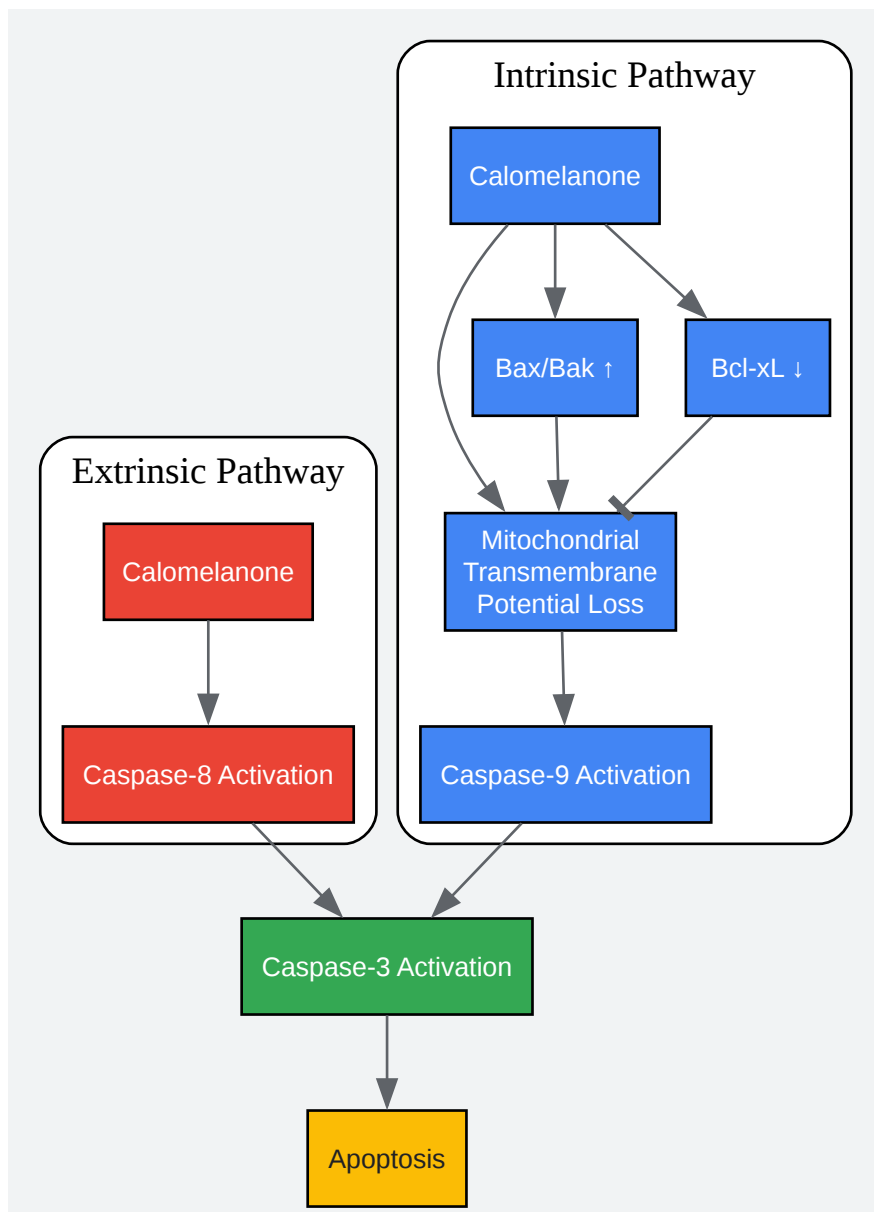 Intrinsic Pathway
Calomelanone
Bax/Bak ↑
Bcl-xL ↓
Mitochondrial
Transmembrane
Potential Loss
Caspase-9 Activation
Extrinsic Pathway
Calomelanone
Caspase-8 Activation
Caspase-3 Activation
Apoptosis